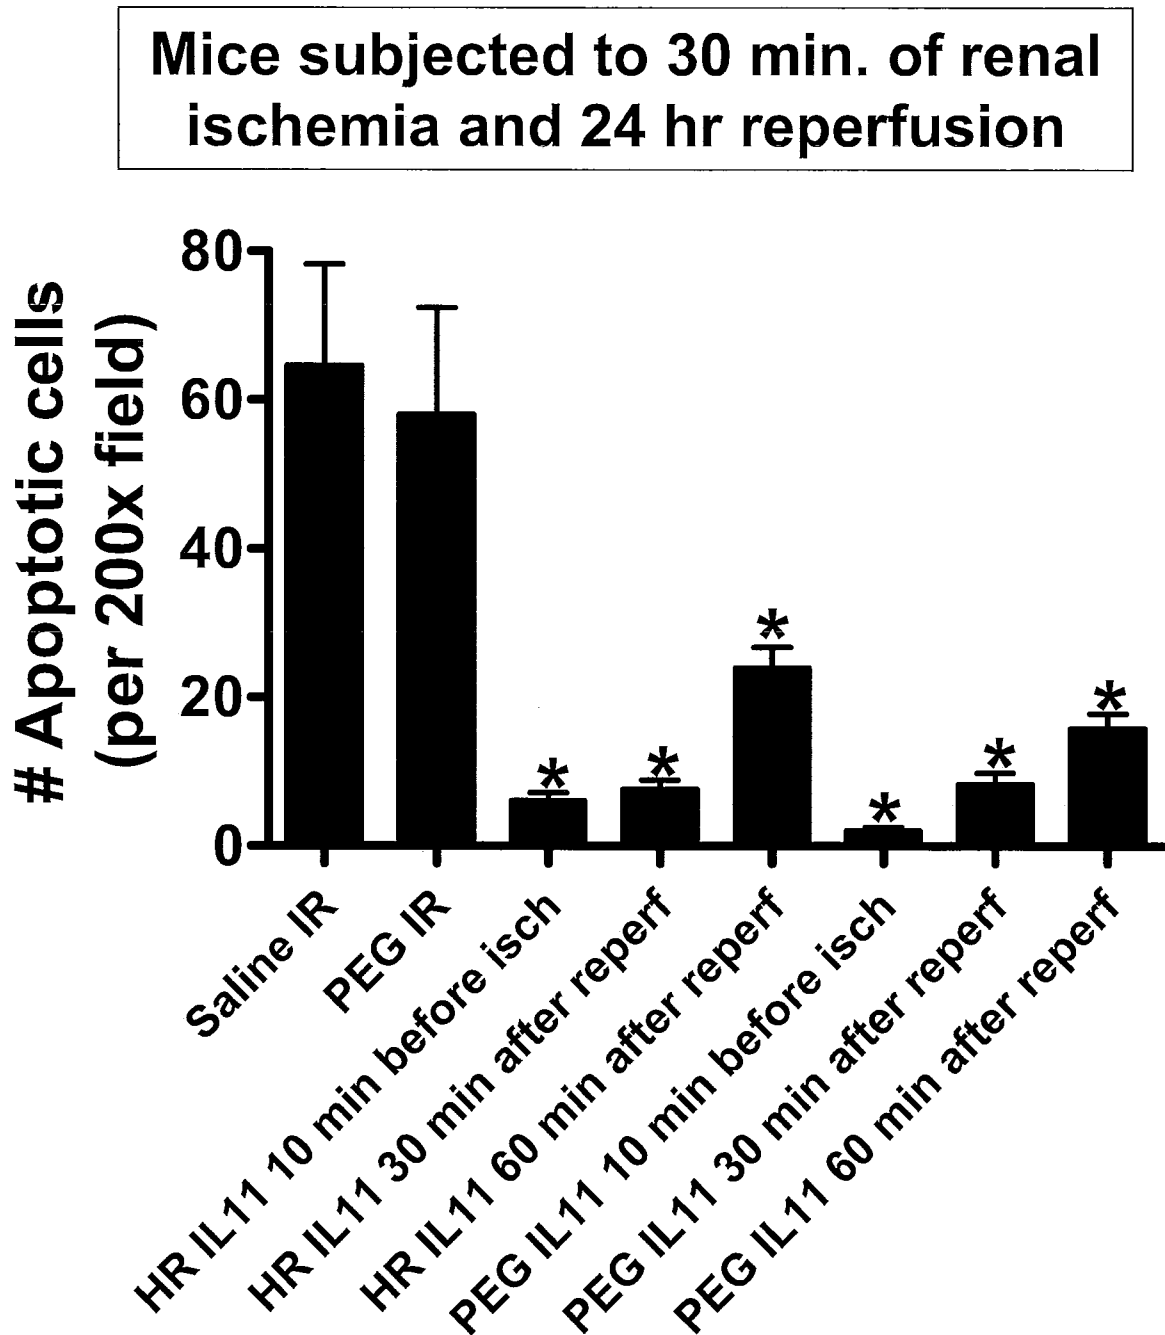 Mice subjected to 30 min. of renal
ischemia and 24 hr reperfusion
# Apoptotic cells
(per 200x field)
80
60
40
20
0
*
*
*
*
*
*
Saline IR
PEG IR
HR IL11 10 min before isch
HR IL11 30 min after reperf
HR IL11 60 min after reperf
PEG IL11 10 min before isch
PEG IL11 30 min after reperf
PEG IL11 60 min after reperf